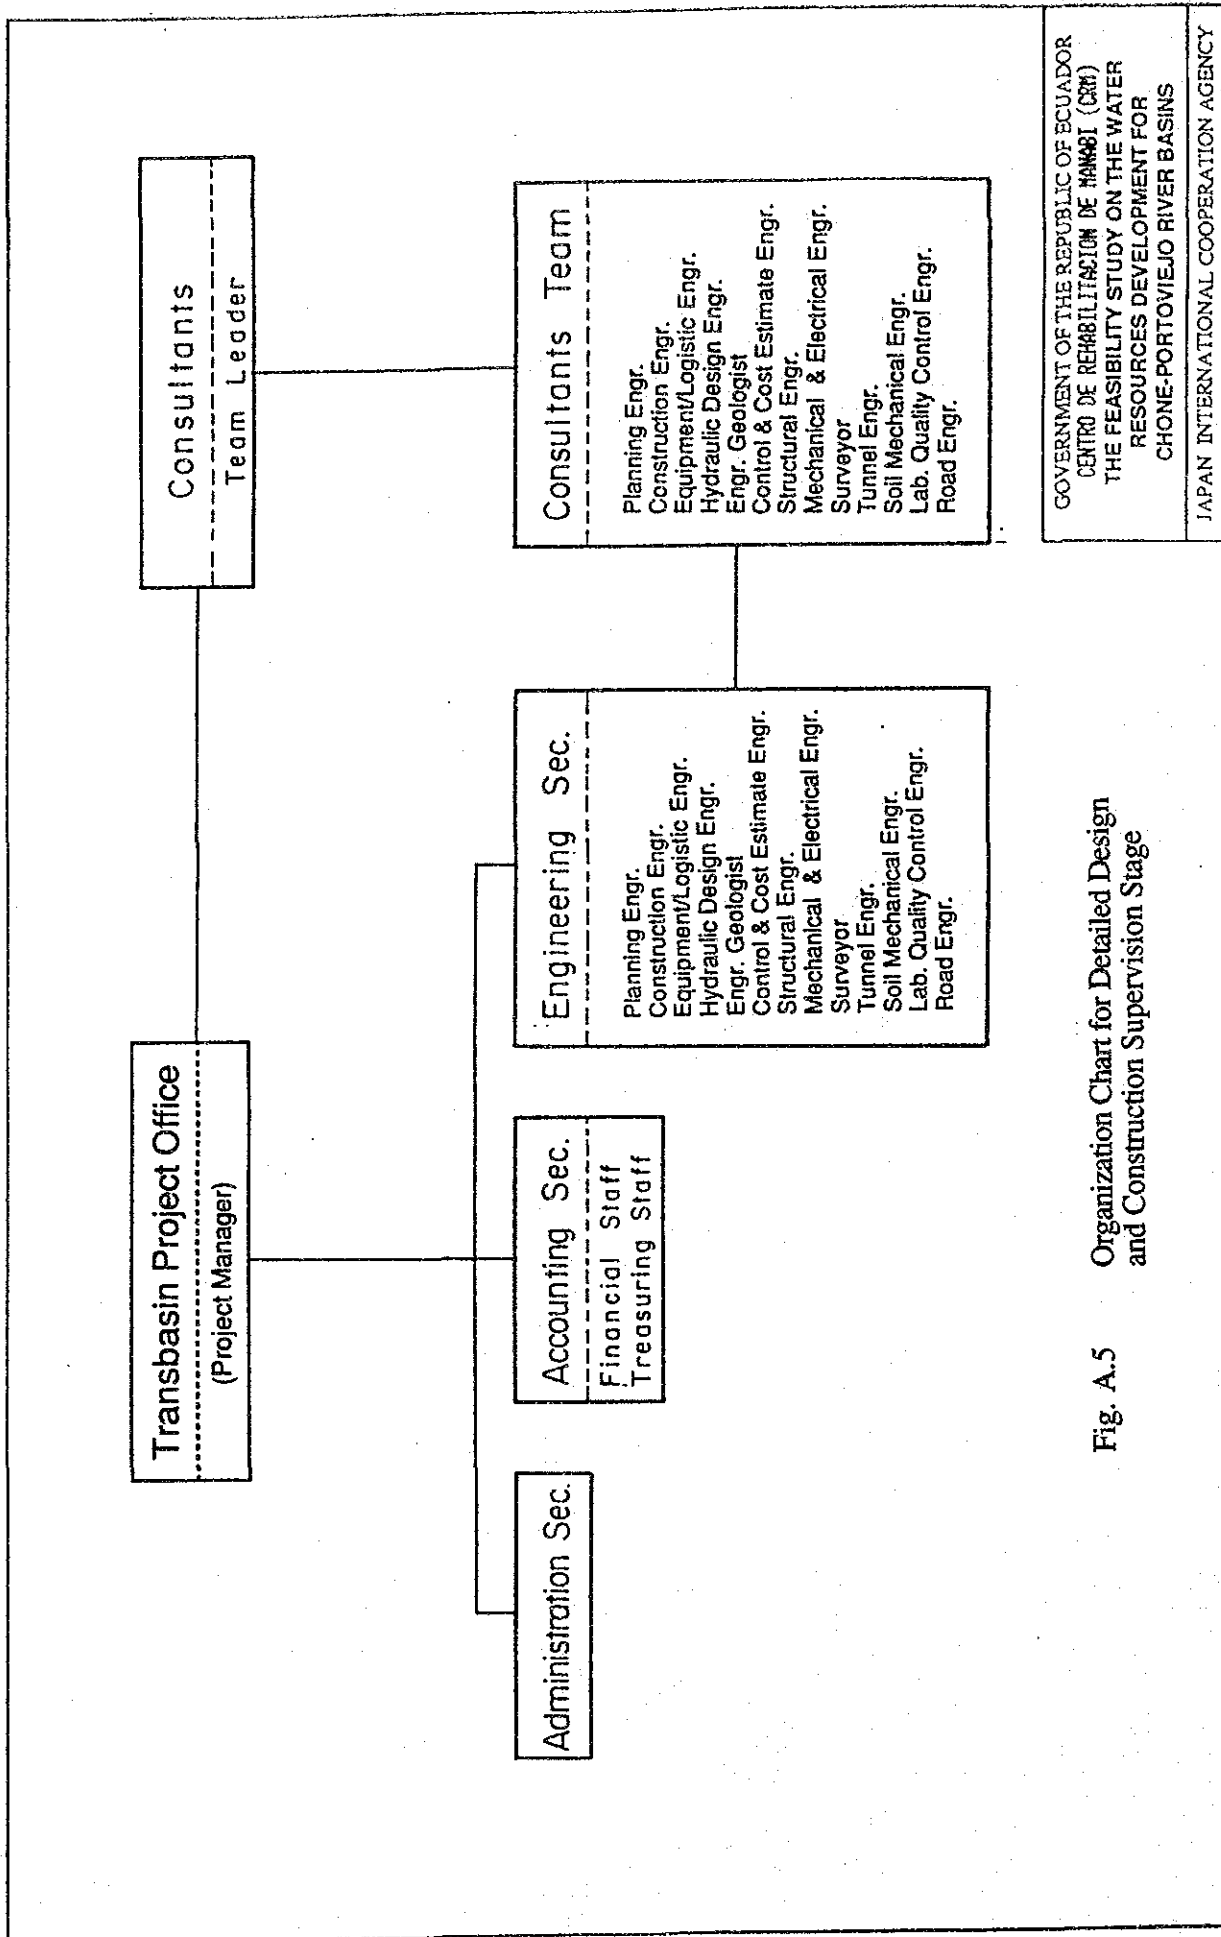 Transbasin Project Office
(Project Manager)
Consultants
Team Leader
Administration Sec.
Accounting Sec.
Financial Staff
Treasuring Staff
Engineering Sec.
Planning Engr.
Construction Engr.
Equipment/Logistic Engr.
Hydraulic Design Engr.
Engr. Geologist
Control & Cost Estimate Engr.
Structural Engr.
Mechanical & Electrical Engr.
Surveyor
Tunnel Engr.
Soil Mechanical Engr.
Lab. Quality Control Engr.
Road Engr.
Consultants Team
Planning Engr.
Construction Engr.
Equipment/Logistic Engr.
Hydraulic Design Engr.
Engr. Geologist
Control & Cost Estimate Engr.
Structural Engr.
Mechanical & Electrical Engr.
Surveyor
Tunnel Engr.
Soil Mechanical Engr.
Lab. Quality Control Engr.
Road Engr.
Fig. A.5 Organization Chart for Detailed Design
and Construction Supervision Stage
GOVERNMENT OF THE REPUBLIC OF ECUADOR
CENTRO DE REHABILITACION DE MANABI (CRM)
THE FEASIBILITY STUDY ON THE WATER
RESOURCES DEVELOPMENT FOR
CHONE-PORTOVIEJO RIVER BASINS
JAPAN INTERNATIONAL COOPERATION AGENCY